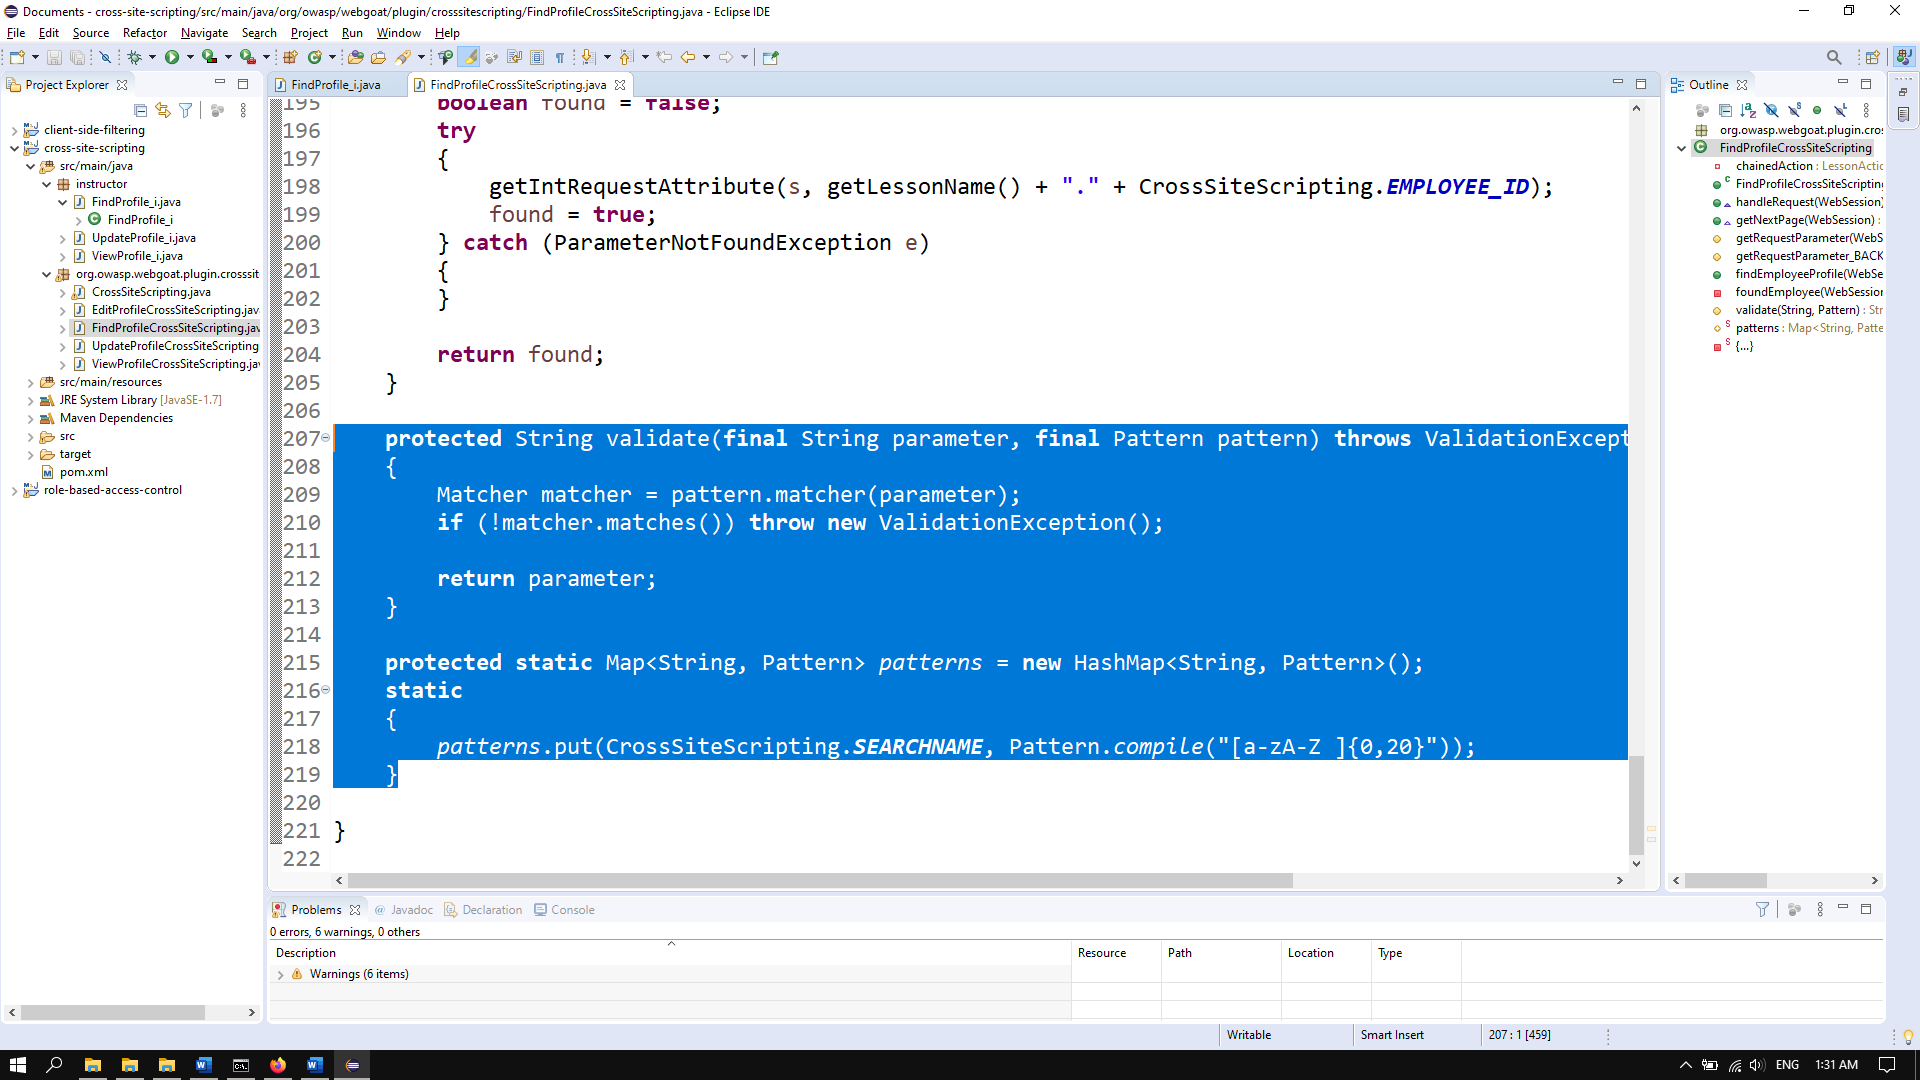 Documents - cross-site-scripting/src/main/java/org/owasp/webgoat/plugin/crosssitescripting/FindProfileCrossSiteScripting.java - Eclipse IDE
File Edit Source Refactor Navigate Search Project Run Window Help
Project Explorer
client-side-filtering
cross-site-scripting
src/main/java
instructor
FindProfile_i.java
FindProfile_i
UpdateProfile_i.java
ViewProfile_i.java
org.owasp.webgoat.plugin.crosssit
CrossSiteScripting.java
EditProfileCrossSiteScripting.jav
FindProfileCrossSiteScripting.jav
UpdateProfileCrossSiteScripting
ViewProfileCrossSiteScripting.ja
src/main/resources
JRE System Library [JavaSE-1.7]
Maven Dependencies
src
target
pom.xml
role-based-access-control
FindProfile_i.java
FindProfileCrossSiteScripting.java
195 boolean found = false;
196 try
197 {
198 getIntRequestAttribute(s, getLessonName() + "." + CrossSiteScripting.EMPLOYEE_ID);
199 found = true;
200 } catch (ParameterNotFoundException e)
201 {
202 }
203
204 return found;
205 }
206
207 protected String validate(final String parameter, final Pattern pattern) throws ValidationExcept
208 {
209 Matcher matcher = pattern.matcher(parameter);
210 if (!matcher.matches()) throw new ValidationException();
211
212 return parameter;
213 }
214
215 protected static Map<String, Pattern> patterns = new HashMap<String, Pattern>();
216 static
217 {
218 patterns.put(CrossSiteScripting.SEARCHNAME, Pattern.compile("[a-zA-Z ]{0,20}"));
219 }
220
221 }
222
Outline
org.owasp.webgoat.plugin.cros
FindProfileCrossSiteScripting
chainedAction : LessonActic
FindProfileCrossSiteScripting
handleRequest(WebSession)
getNextPage(WebSession) :
getRequestParameter(WebS
getRequestParameter_BACK
findEmployeeProfile(WebSe
foundEmployee(WebSession
validate(String, Pattern) : Str
patterns : Map<String, Patte
{...}
Problems Javadoc Declaration Console
0 errors, 6 warnings, 0 others
Description Resource Path Location Type
Warnings (6 items)
Writable Smart Insert 207 : 1 [459]
ENG 1:31 AM